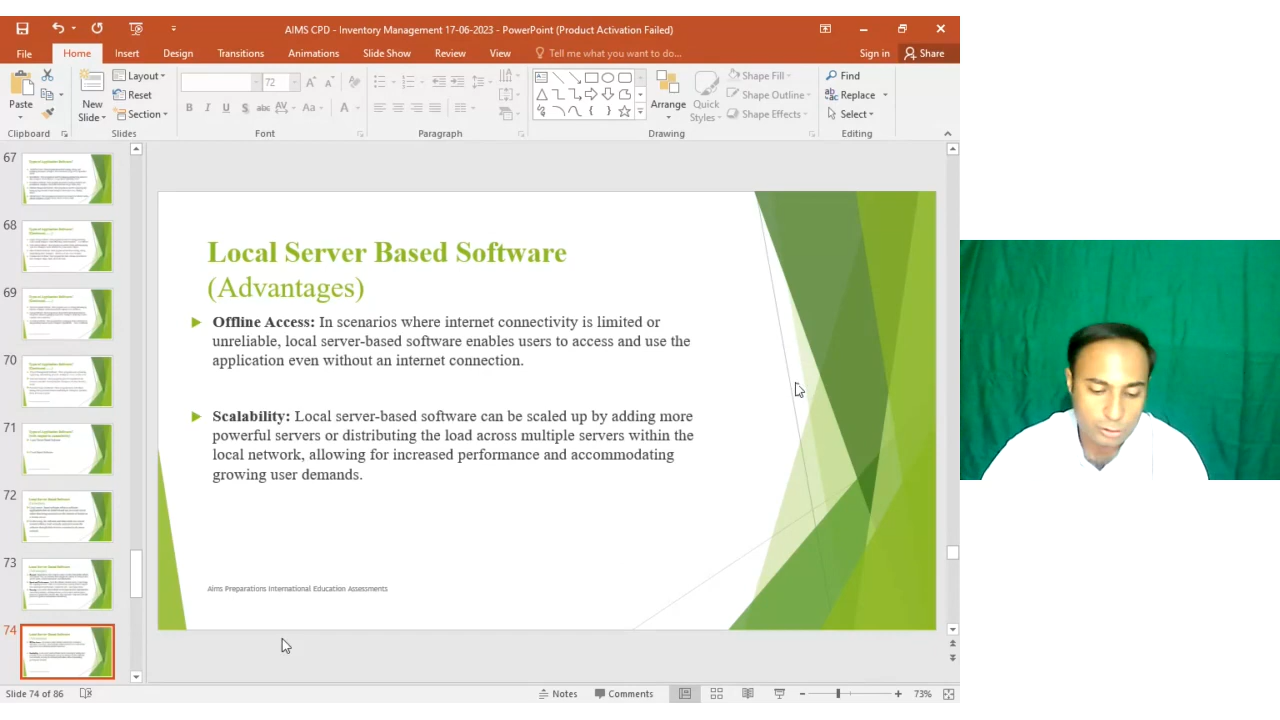 AIMS CPD - Inventory Management 17-06-2023 - PowerPoint (Product Activation Failed)
File Home Insert Design Transitions Animations Slide Show Review View Tell me what you want to do... Sign in Share
Paste
Clipboard
New
Slide
Layout
Reset
Section
Slides
72
Font
Paragraph
Arrange
Quick
Styles
Shape Fill
Shape Outline
Shape Effects
Drawing
Find
Replace
Select
Editing
67
68
69
70
71
72
73
74
Local Server Based Software
(Advantages)
Offline Access: In scenarios where internet connectivity is limited or
unreliable, local server-based software enables users to access and use the
application even without an internet connection.
Scalability: Local server-based software can be scaled up by adding more
powerful servers or distributing the load across multiple servers within the
local network, allowing for increased performance and accommodating
growing user demands.
Aims Preparations International Education Assessments
Slide 74 of 86 Notes Comments 73%